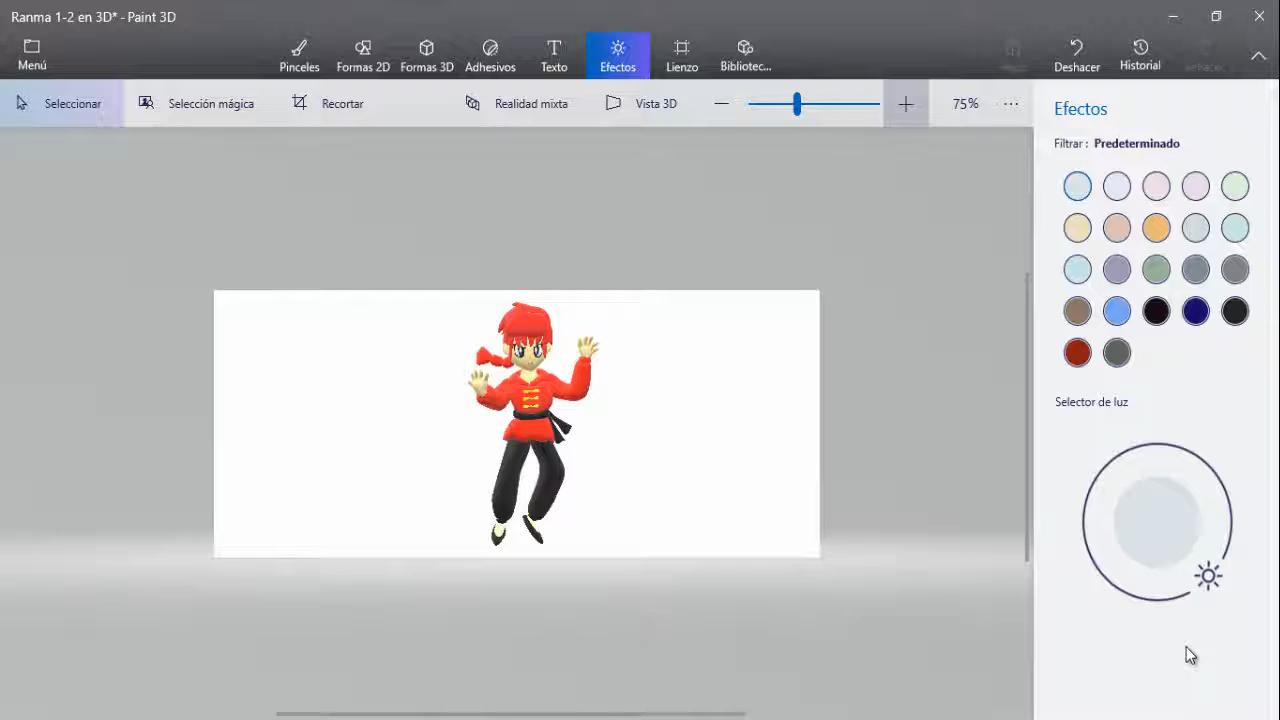 Ranma 1-2 en 3D* - Paint 3D
Menú
Pinceles
Formas 2D
Formas 3D
Adhesivos
Texto
Efectos
Lienzo
Bibliotec...
Deshacer
Historial
Seleccionar
Selección mágica
Recortar
Realidad mixta
Vista 3D
75%
Efectos
Filtrar : Predeterminado
Selector de luz